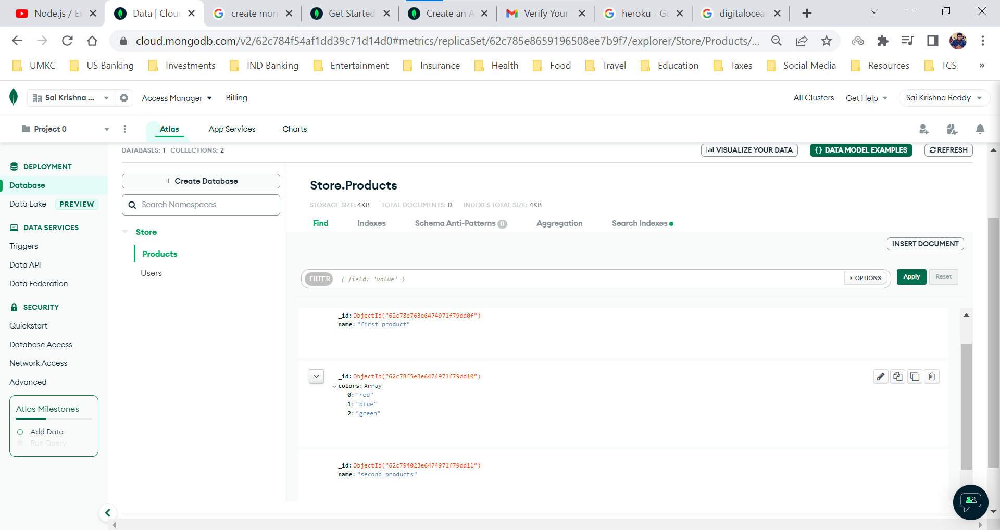 Node.js / Ex
Data | Clou
create mon
Get Started
Create an A
Verify Your
heroku - Go
digitalocean
cloud.mongodb.com/v2/62c784f54af1dd39c71d14d0#metrics/replicaSet/62c785e8659196508ee7b9f7/explorer/Store/Products/...
UMKC US Banking Investments IND Banking Entertainment Insurance Health Food Travel Education Taxes Social Media Resources TCS »
Sai Krishna ... Access Manager Billing All Clusters Get Help Sai Krishna Reddy
Project 0 Atlas App Services Charts
DATABASES: 1 COLLECTIONS: 2 VISUALIZE YOUR DATA {} DATA MODEL EXAMPLES REFRESH
DEPLOYMENT
Database
Data Lake PREVIEW
DATA SERVICES
Triggers
Data API
Data Federation
SECURITY
Quickstart
Database Access
Network Access
Advanced
Atlas Milestones
Add Data
Run Query
+ Create Database
Search Namespaces
Store
Products
Users
Store.Products
STORAGE SIZE: 4KB TOTAL DOCUMENTS: 0 INDEXES TOTAL SIZE: 4KB
Find Indexes Schema Anti-Patterns 0 Aggregation Search Indexes
INSERT DOCUMENT
FILTER { field: 'value' } OPTIONS Apply Reset
_id: ObjectId("62c78e763e6474971f79dd0f")
name: "first product"
_id: ObjectId("62c78f5e3e6474971f79dd10")
colors: Array
0: "red"
1: "blue"
2: "green"
_id: ObjectId("62c794023e6474971f79dd11")
name: "second products"